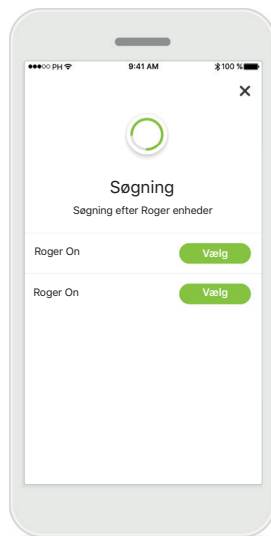 PH 9:41 AM 100 %
Søgning
Søgning efter Roger enheder
Roger On Vælg
Roger On Vælg